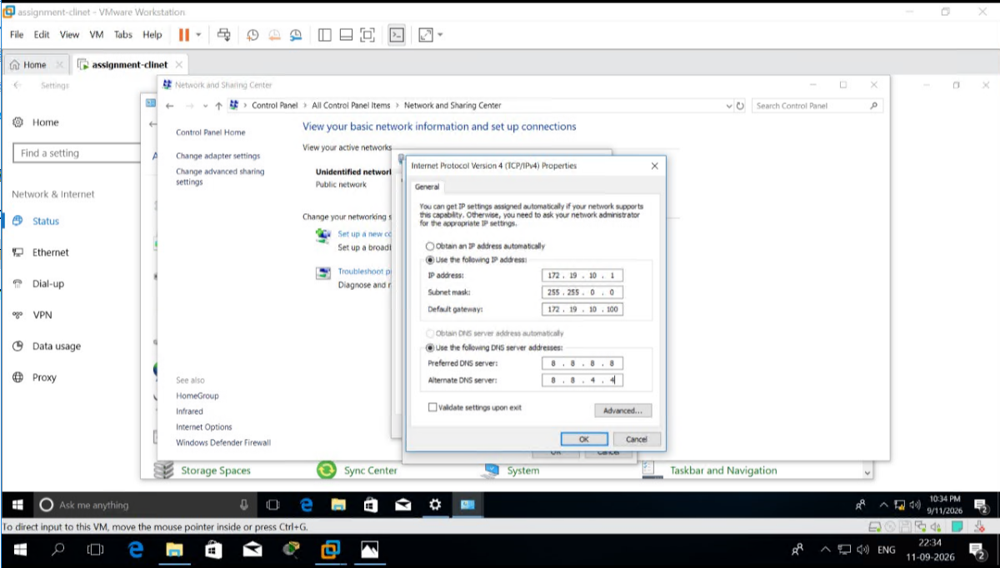 assignment-clinet - VMware Workstation
File Edit View VM Tabs Help
Home
assignment-clinet
Settings
Network and Sharing Center
Control Panel > All Control Panel Items > Network and Sharing Center
Search Control Panel
Home
Find a setting
Network & Internet
Status
Ethernet
Dial-up
VPN
Data usage
Proxy
Control Panel Home
Change adapter settings
Change advanced sharing
settings
See also
HomeGroup
Infrared
Internet Options
Windows Defender Firewall
View your basic network information and set up connections
View your active networks
Unidentified networ
Public network
Change your networking s
Set up a new co
Set up a broadl
Troubleshoot p
Diagnose and r
Internet Protocol Version 4 (TCP/IPv4) Properties
General
You can get IP settings assigned automatically if your network supports
this capability. Otherwise, you need to ask your network administrator
for the appropriate IP settings.
Obtain an IP address automatically
Use the following IP address:
IP address: 172 . 19 . 10 . 1
Subnet mask: 255 . 255 . 0 . 0
Default gateway: 172 . 19 . 10 . 100
Obtain DNS server address automatically
Use the following DNS server addresses:
Preferred DNS server: 8 . 8 . 8 . 8
Alternate DNS server: 8 . 8 . 4 . 4
Validate settings upon exit
Advanced...
OK Cancel
Storage Spaces
Sync Center
System
Taskbar and Navigation
Ask me anything
10:34 PM
9/11/2026
2
To direct input to this VM, move the mouse pointer inside or press Ctrl+G.
ENG
22:34
11-09-2026
2